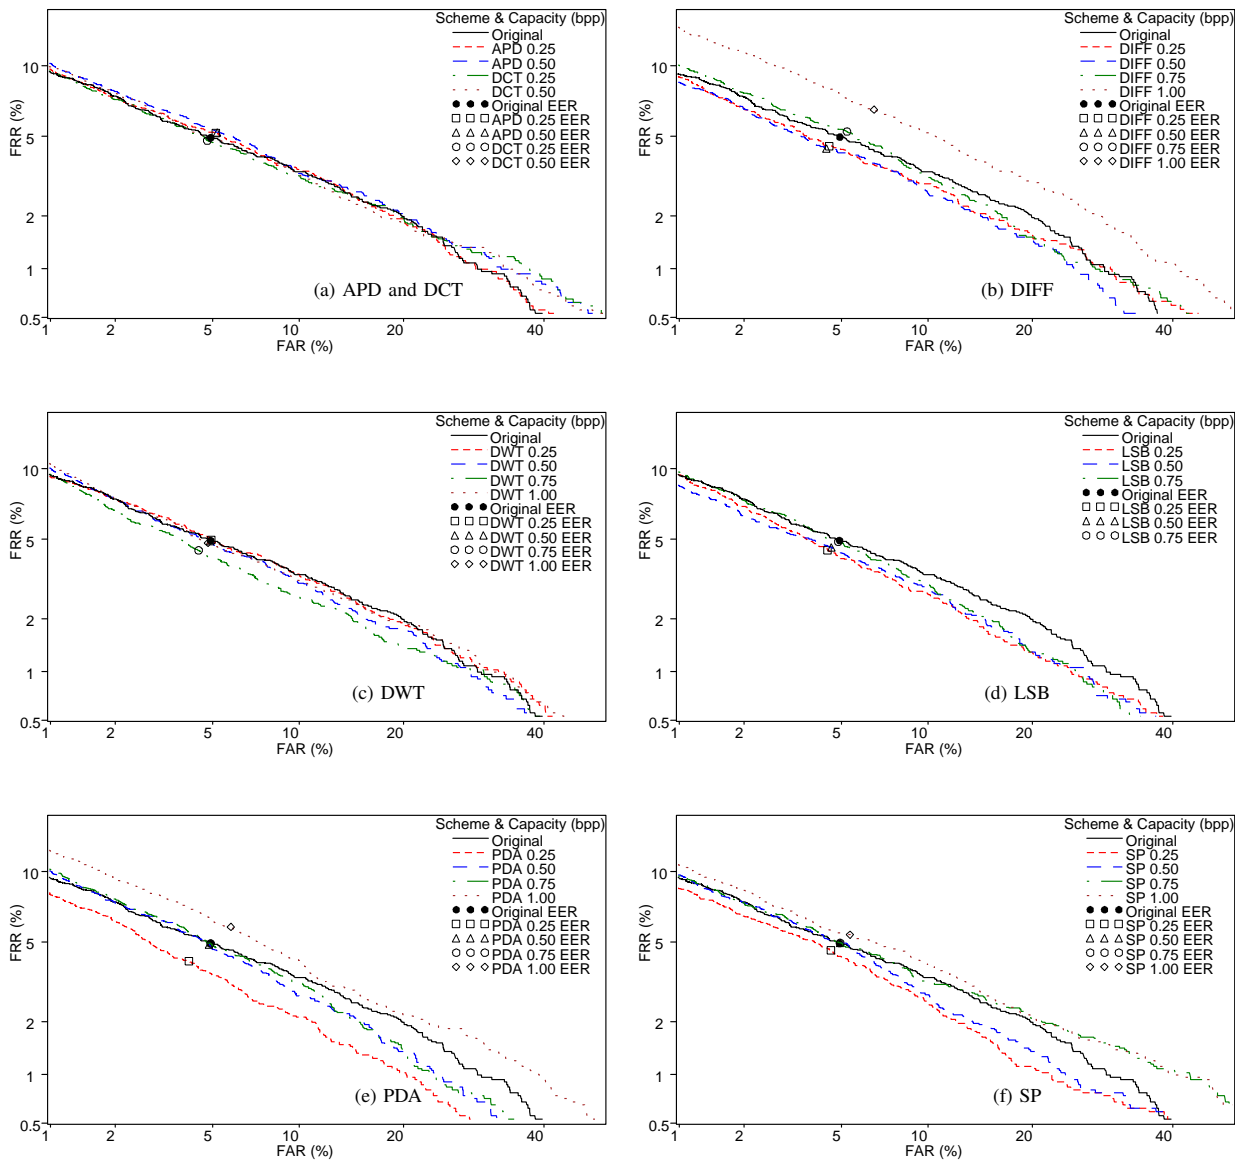 Scheme & Capacity (bpp)
Original
APD 0.25
APD 0.50
DCT 0.25
DCT 0.50
Original EER
APD 0.25 EER
APD 0.50 EER
DCT 0.25 EER
DCT 0.50 EER
FRR (%)
10
5
2
1
0.5
(a) APD and DCT
1 2 5 10 20 40
FAR (%)
Scheme & Capacity (bpp)
Original
DIFF 0.25
DIFF 0.50
DIFF 0.75
DIFF 1.00
Original EER
DIFF 0.25 EER
DIFF 0.50 EER
DIFF 0.75 EER
DIFF 1.00 EER
FRR (%)
10
5
2
1
0.5
(b) DIFF
1 2 5 10 20 40
FAR (%)
Scheme & Capacity (bpp)
Original
DWT 0.25
DWT 0.50
DWT 0.75
DWT 1.00
Original EER
DWT 0.25 EER
DWT 0.50 EER
DWT 0.75 EER
DWT 1.00 EER
FRR (%)
10
5
2
1
0.5
(c) DWT
1 2 5 10 20 40
FAR (%)
Scheme & Capacity (bpp)
Original
LSB 0.25
LSB 0.50
LSB 0.75
Original EER
LSB 0.25 EER
LSB 0.50 EER
LSB 0.75 EER
FRR (%)
10
5
2
1
0.5
(d) LSB
1 2 5 10 20 40
FAR (%)
Scheme & Capacity (bpp)
Original
PDA 0.25
PDA 0.50
PDA 0.75
PDA 1.00
Original EER
PDA 0.25 EER
PDA 0.50 EER
PDA 0.75 EER
PDA 1.00 EER
FRR (%)
10
5
2
1
0.5
(e) PDA
1 2 5 10 20 40
FAR (%)
Scheme & Capacity (bpp)
Original
SP 0.25
SP 0.50
SP 0.75
SP 1.00
Original EER
SP 0.25 EER
SP 0.50 EER
SP 0.75 EER
SP 1.00 EER
FRR (%)
10
5
2
1
0.5
(f) SP
1 2 5 10 20 40
FAR (%)